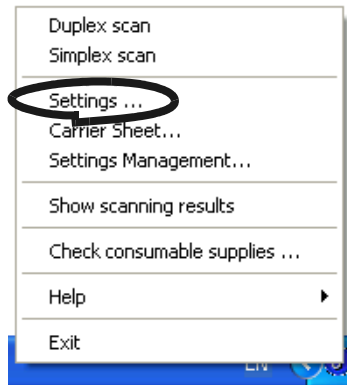 Duplex scan
Simplex scan
Settings ...
Carrier Sheet...
Settings Management...
Show scanning results
Check consumable supplies ...
Help
Exit
EN